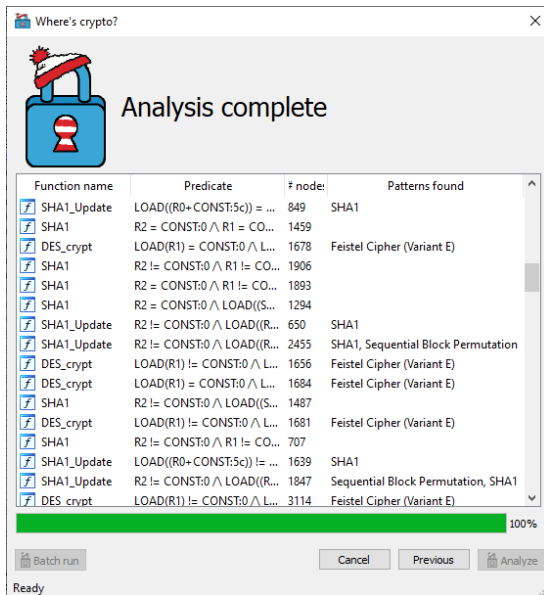 Where's crypto?
Analysis complete
Function name Predicate # nodes Patterns found
SHA1_Update LOAD((R0+CONST:5c)) = ... 849 SHA1
SHA1 R2 = CONST:0 /\ R1 = CO... 1459
DES_crypt LOAD(R1) = CONST:0 /\ L... 1678 Feistel Cipher (Variant E)
SHA1 R2 != CONST:0 /\ R1 != CO... 1906
SHA1 R2 = CONST:0 /\ R1 != CO... 1893
SHA1 R2 = CONST:0 /\ LOAD((S... 1294
SHA1_Update R2 != CONST:0 /\ LOAD((R... 650 SHA1
SHA1_Update R2 != CONST:0 /\ LOAD((R... 2455 SHA1, Sequential Block Permutation
DES_crypt LOAD(R1) != CONST:0 /\ L... 1656 Feistel Cipher (Variant E)
DES_crypt LOAD(R1) = CONST:0 /\ L... 1684 Feistel Cipher (Variant E)
SHA1 R2 != CONST:0 /\ LOAD((S... 1487
DES_crypt LOAD(R1) != CONST:0 /\ L... 1681 Feistel Cipher (Variant E)
SHA1 R2 != CONST:0 /\ R1 != CO... 707
SHA1_Update LOAD((R0+CONST:5c)) != ... 1639 SHA1
SHA1_Update R2 != CONST:0 /\ LOAD((R... 1847 Sequential Block Permutation, SHA1
DES_crypt LOAD(R1) != CONST:0 /\ L... 3114 Feistel Cipher (Variant E)
100%
Batch run Cancel Previous Analyze
Ready